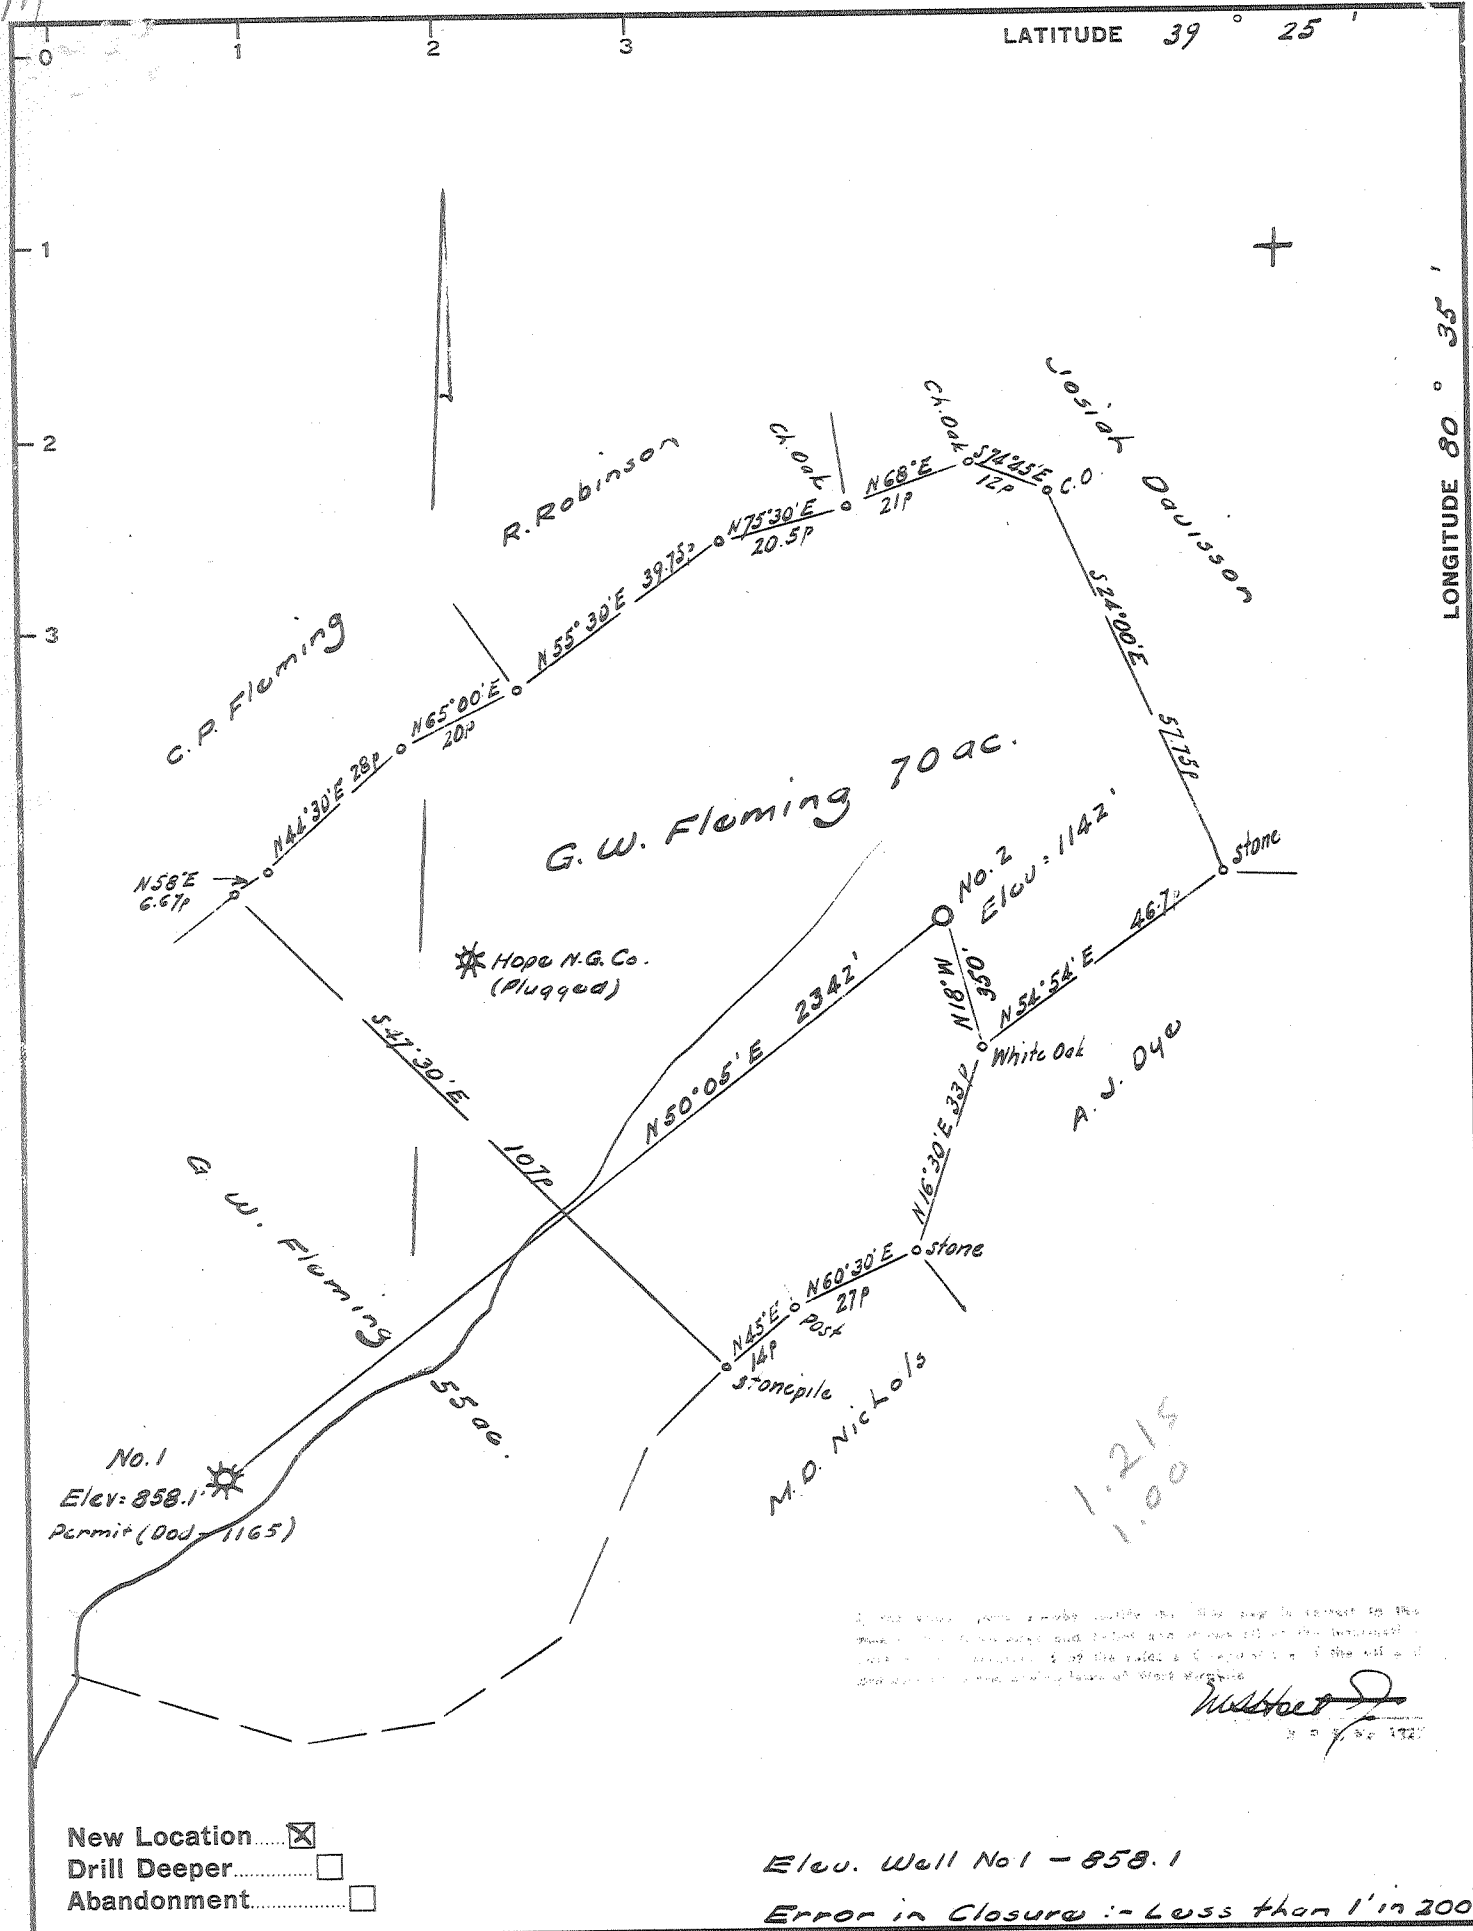 LATITUDE 39 ° 25 '
0
1
2
3
1
2
3
LONGITUDE 80 ° 35 '
Josiah Davisson
Ch. Oak
Ch. Oak
R. Robinson
N68°E
21P
S74°45'E
12P
C.O.
N75°30'E
20.5P
N55°30'E 39.75P
S24°00'E
57.75P
C.P. Fleming
N65°00'E
20P
N44°30'E 28P
N58°E
6.67P
G.W. Fleming 70 ac.
No. 2
Elev = 1142'
Stone
Hope N.G. Co.
(Plugged)
N50°05'E 2342'
N18°W
350'
N54°54'E 46.7P
White Oak
A. J. Dye
S47°30'E
107P
N16°30'E 33P
G. W. Fleming
55 ac.
Stone
N60°30'E
27P
Post
N45°E
14P
Stonepile
M.D. Nichols
No. 1
Elev = 858.1'
Permit (Dod-1165)
1.215
1.00
New Location ☒
Drill Deeper ☐
Abandonment ☐
Elev. Well No 1 - 858.1
Error in Closure :- Less than 1' in 200